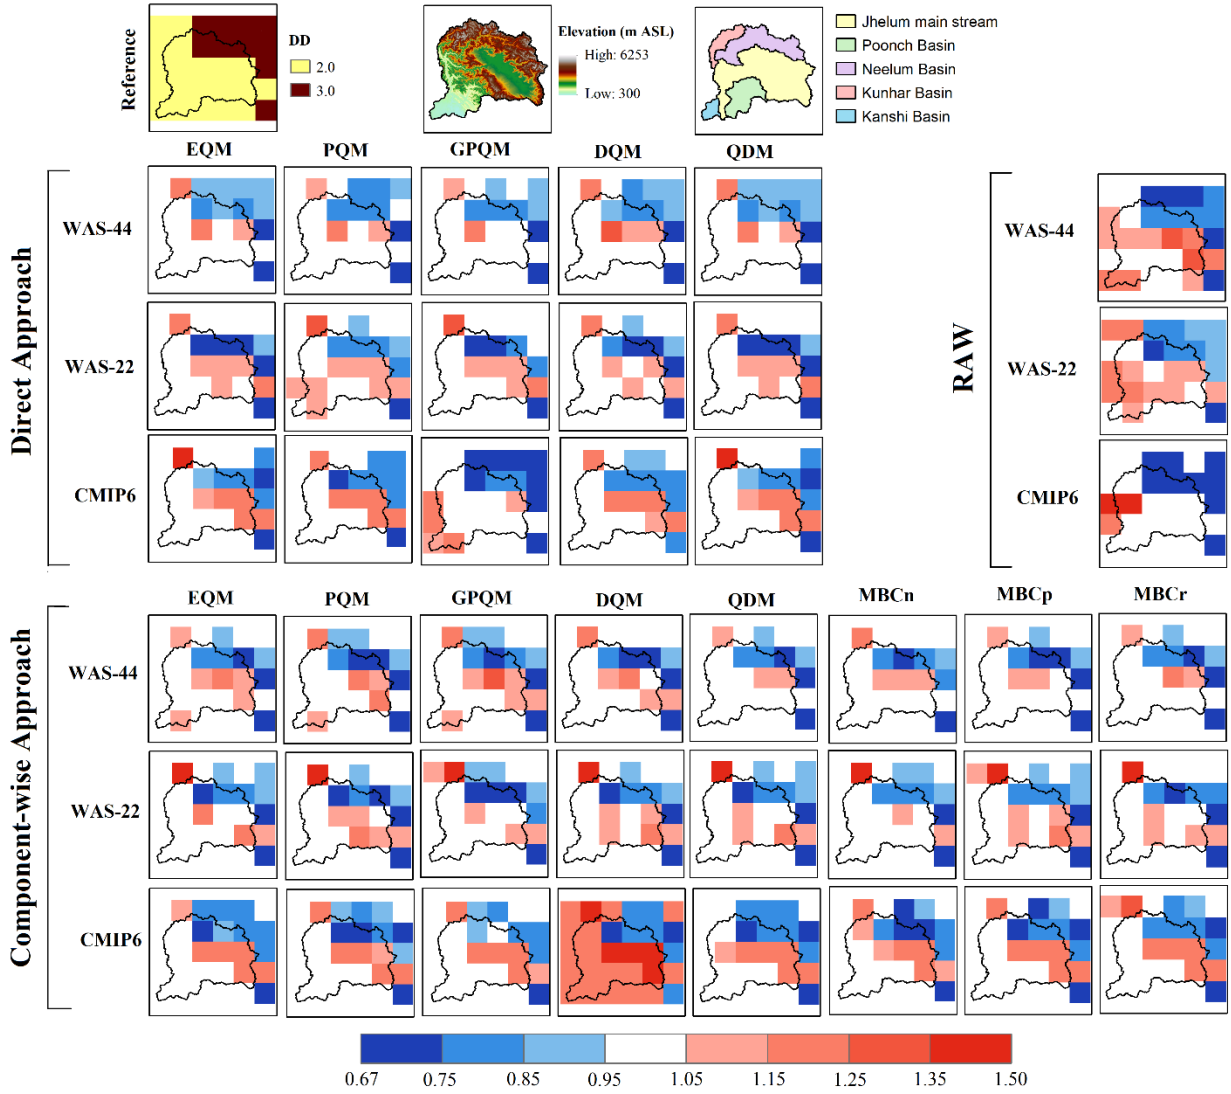 Reference
DD
2.0
3.0
Elevation (m ASL)
High: 6253
Low: 300
Jhelum main stream
Poonch Basin
Neelum Basin
Kunhar Basin
Kanshi Basin
EQM PQM GPQM DQM QDM
Direct Approach
WAS-44
WAS-22
CMIP6
RAW
WAS-44
WAS-22
CMIP6
EQM PQM GPQM DQM QDM MBCn MBCp MBCr
Component-wise Approach
WAS-44
WAS-22
CMIP6
0.67 0.75 0.85 0.95 1.05 1.15 1.25 1.35 1.50